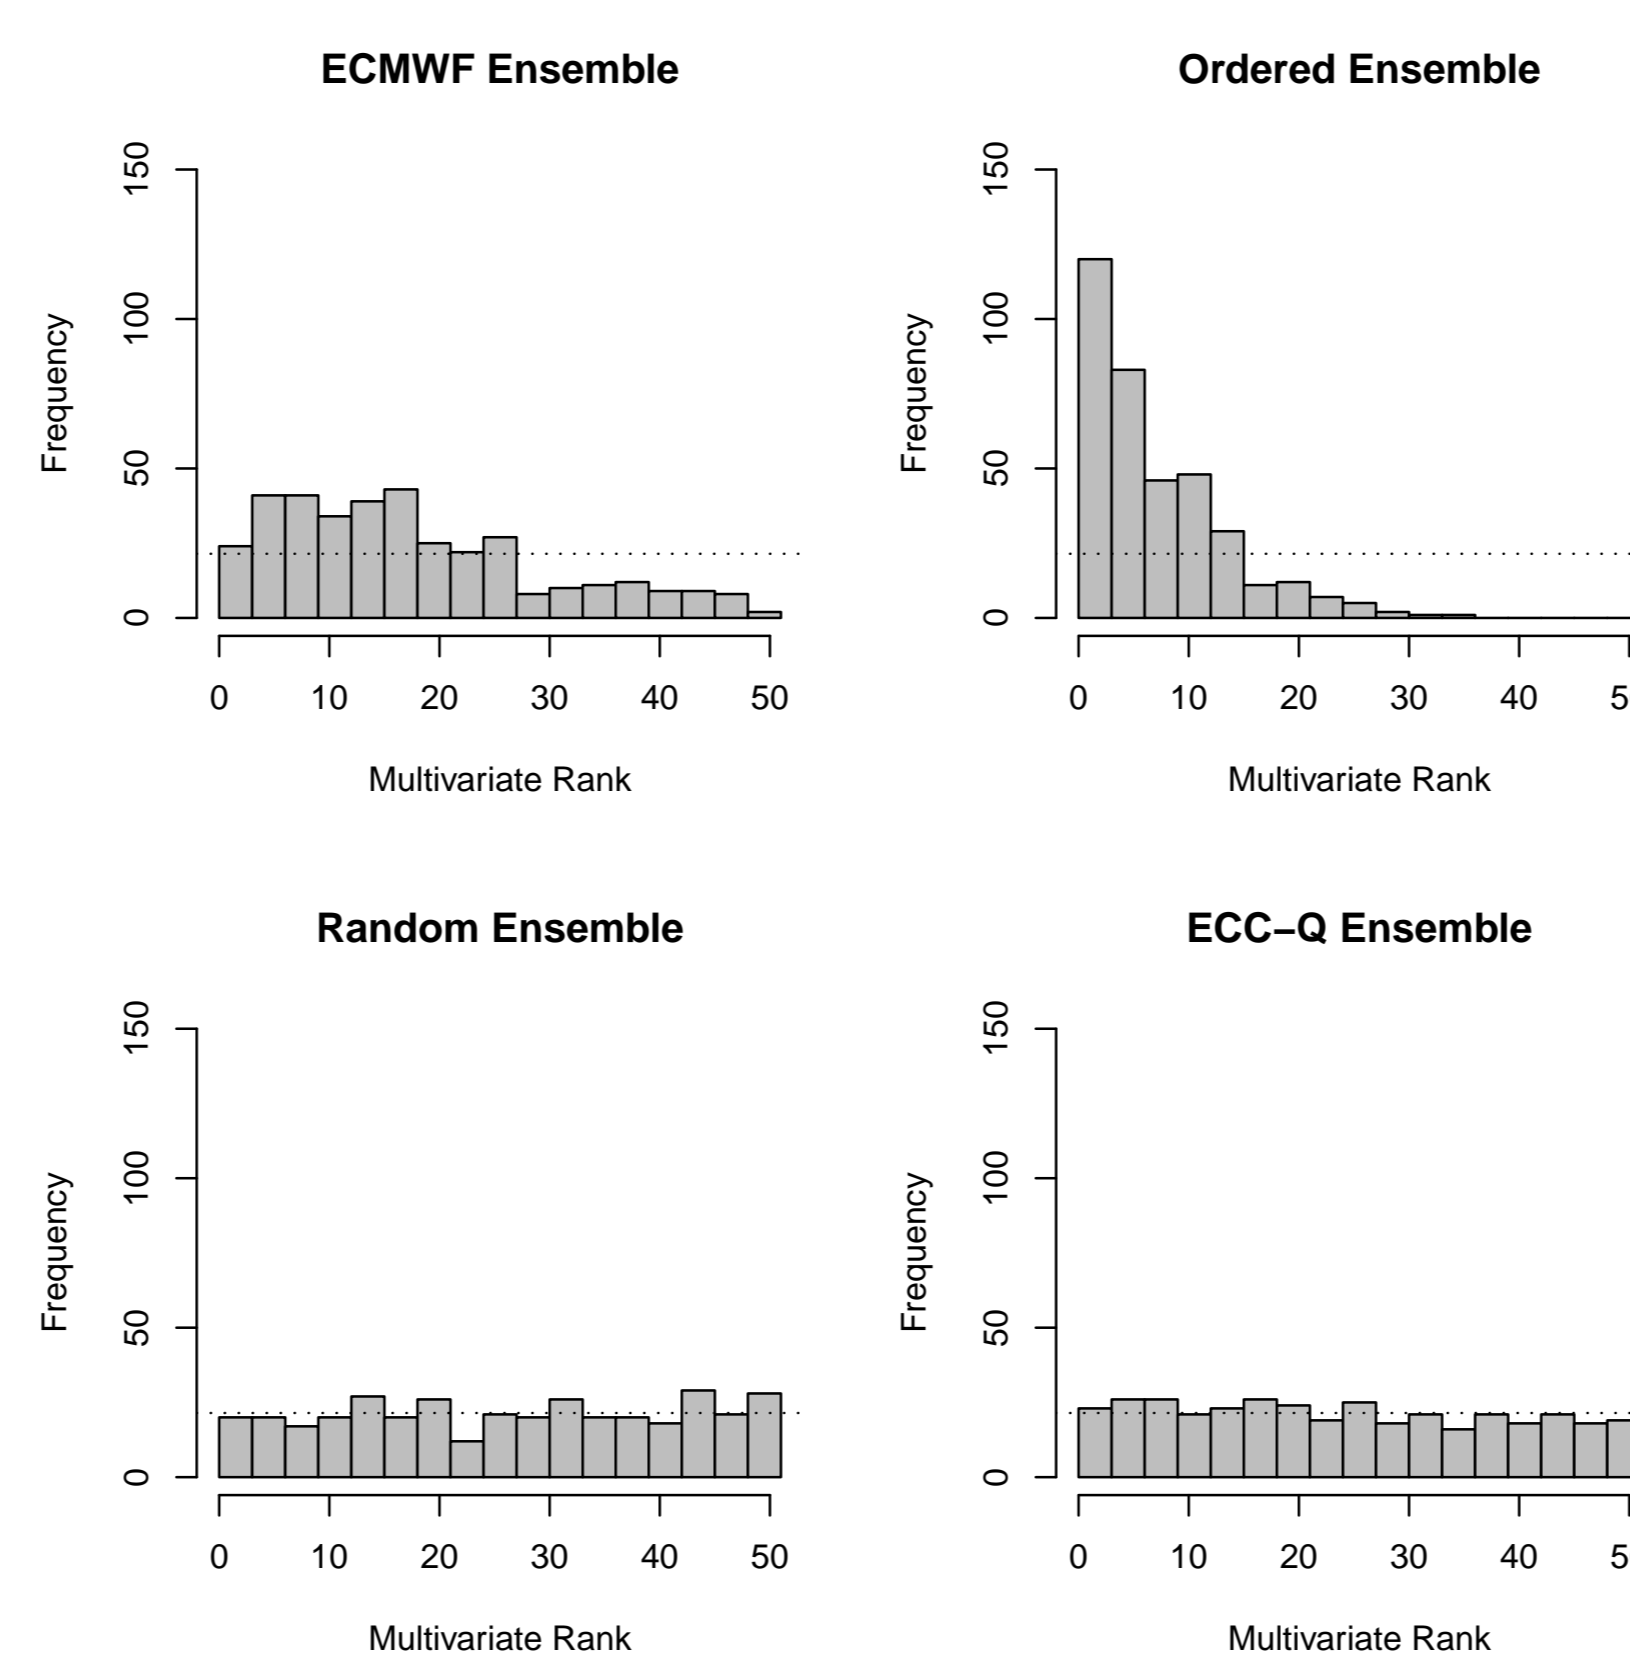 ECMWF Ensemble
Frequency
0 50 100 150
0 10 20 30 40 50
Multivariate Rank
Ordered Ensemble
Frequency
0 50 100 150
0 10 20 30 40 5
Multivariate Rank
Random Ensemble
Frequency
0 50 100 150
0 10 20 30 40 50
Multivariate Rank
ECC−Q Ensemble
Frequency
0 50 100 150
0 10 20 30 40 5
Multivariate Rank